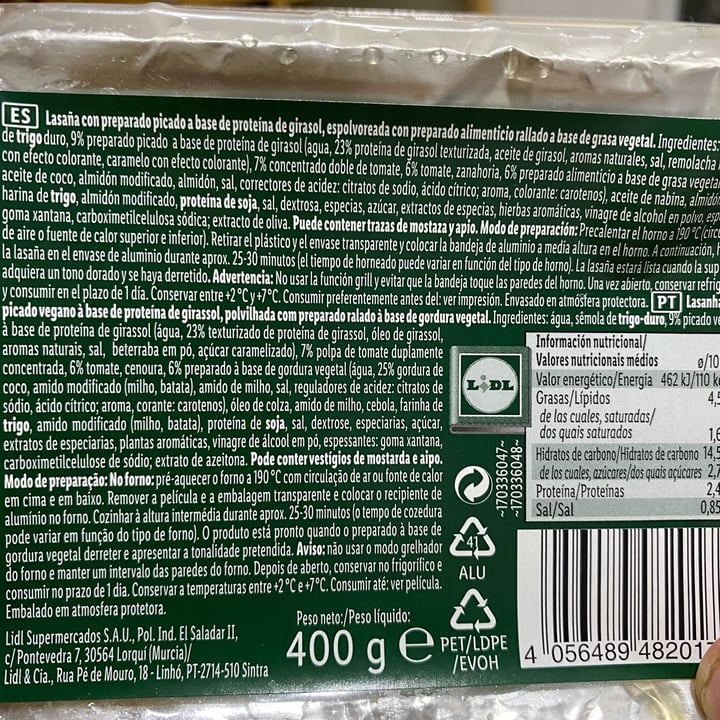 ES Lasaña con preparado picado a base de proteína de girasol, espolvoreada con preparado alimenticio rallado a base de grasa vegetal. Ingredientes:
de trigo duro, 9% preparado picado a base de proteína de girasol (agua, 23% proteína de girasol texturizada, aceite de girasol, aromas naturales, sal, remolacha
con efecto colorante, caramelo con efecto colorante), 7% concentrado doble de tomate, 6% tomate, zanahoria, 6% preparado alimenticio a base de grasa vegeta
aceite de coco, almidón modificado, almidón, sal, correctores de acidez: citratos de sodio, ácido cítrico; aroma, colorante: carotenos), aceite de nabina, almidón
harina de trigo, almidón modificado, proteína de soja, sal, dextrosa, especias, azúcar, extractos de especias, hierbas aromáticas, vinagre de alcohol en polvo, esp
goma xantana, carboximetilcelulosa sódica; extracto de oliva. Puede contener trazas de mostaza y apio. Modo de preparación: Precalentar el horno a 190 °C (circu
de aire o fuente de calor superior e inferior). Retirar el plástico y el envase transparente y colocar la bandeja de aluminio a media altura en el horno. A continuación,
la lasaña en el envase de aluminio durante aprox. 25-30 minutos (el tiempo de horneado puede variar en función del tipo de horno). La lasaña estará lista cuando la sup
adquiera un tono dorado y se haya derretido. Advertencia: No usar la función grill y evitar que la bandeja toque las paredes del horno. Una vez abierto, conservar refrig
y consumir en el plazo de 1 día. Conservar entre +2 °C y +7°C. Consumir preferentemente antes del: ver impresión. Envasado en atmósfera protectora. PT Lasanha
picado vegano à base de proteína de girassol, polvilhada com preparado ralado à base de gordura vegetal. Ingredientes: água, sêmola de trigo-duro, 9% picado ve
à base de proteína de girassol (água, 23% texturizado de proteína de girassol, óleo de girassol,
aromas naturais, sal, beterraba em pó, açúcar caramelizado), 7% polpa de tomate duplamente
concentrada, 6% tomate, cenoura, 6% preparado à base de gordura vegetal (água, 25% gordura de
coco, amido modificado (milho, batata), amido de milho, sal, reguladores de acidez: citratos de
sódio, ácido cítrico; aroma, corante: carotenos), óleo de colza, amido de milho, cebola, farinha de
trigo, amido modificado (milho, batata), proteína de soja, sal, dextrose, especiarias, açúcar,
extratos de especiarias, plantas aromáticas, vinagre de álcool em pó, espessantes: goma xantana,
carboximetilcelulose de sódio; extrato de azeitona. Pode conter vestígios de mostarda e aipo.
Modo de preparação: No forno: pré-aquecer o forno a 190 °C com circulação de ar ou fonte de calor
em cima e em baixo. Remover a película e a embalagem transparente e colocar o recipiente de
alumínio no forno. Cozinhar à altura intermédia durante aprox. 25-30 minutos (o tempo de cozedura
pode variar em função do tipo de forno). O produto está pronto quando o preparado à base de
gordura vegetal derreter e apresentar a tonalidade pretendida. Aviso: não usar o modo grelhador
do forno e manter um intervalo das paredes do forno. Depois de aberto, conservar no frigorífico e
consumir no prazo de 1 dia. Conservar a temperaturas entre +2 °C e +7°C. Consumir até: ver película.
Embalado em atmosfera protetora.
Lidl Supermercados S.A.U., Pol. Ind. El Saladar II,
c/ Pontevedra 7, 30564 Lorquí (Murcia)/
Lidl & Cia., Rua Pé de Mouro, 18 - Linhó, PT-2714-510 Sintra
Peso neto:/Peso líquido:
400 g e
LIDL
~170336047~
~170336048~
41
ALU
PET/LDPE
/EVOH
Información nutricional/
Valores nutricionais médios ø/10
Valor energético/Energia 462 kJ/110 k
Grasas/Lípidos 4,5
de las cuales, saturadas/
dos quais saturados 1,6
Hidratos de carbono/Hidratos de carbono 14,5
de los cuales, azúcares/dos quais açúcares 2,7
Proteína/Proteínas 2,4
Sal/Sal 0,85
4 056489 482017